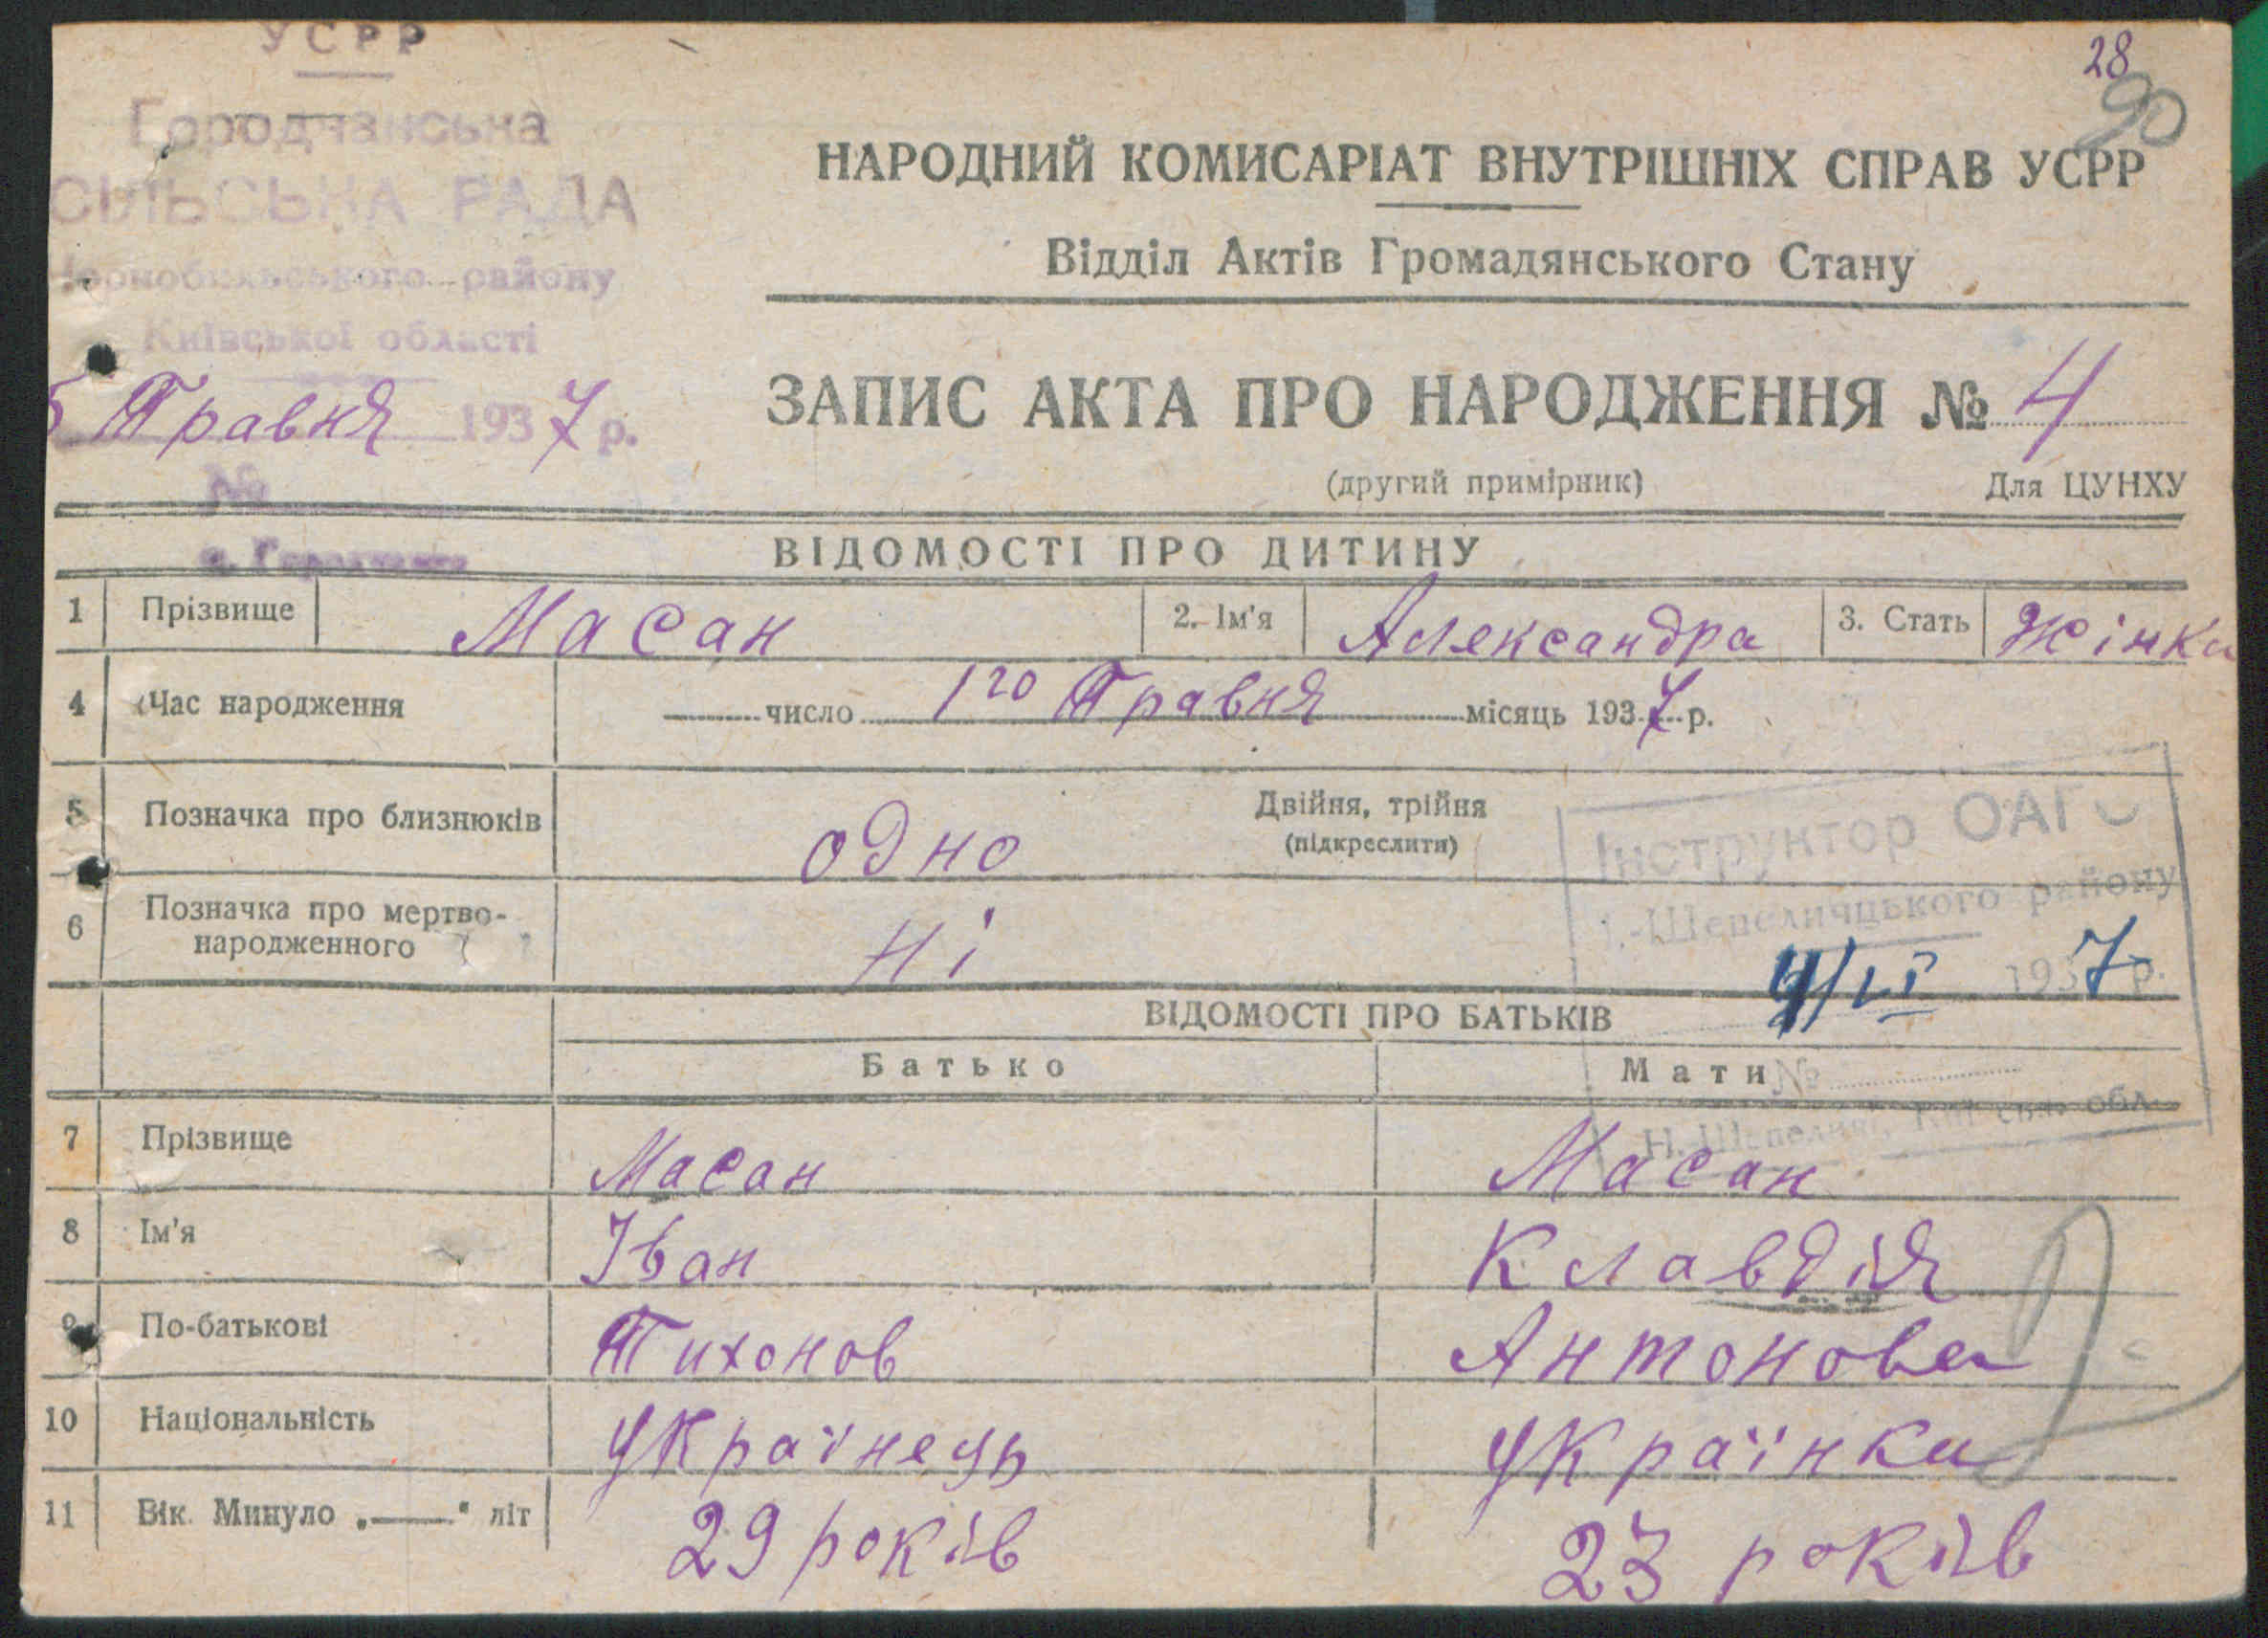 УСРР
28
90
Городчанська
СІЛЬСЬКА РАДА
Чорнобильського району
Київської області
5 Травня 1937 р.
№
НАРОДНИЙ КОМИСАРІАТ ВНУТРІШНІХ СПРАВ УСРР
Відділ Актів Громадянського Стану
ЗАПИС АКТА ПРО НАРОДЖЕННЯ № 4
(другий примірник) Для ЦУНХУ
ВІДОМОСТІ ПРО ДИТИНУ
1 Прізвище Масан 2. Ім'я Александра 3. Стать Жінка
4 Час народження число 1го Травня місяць 1937 р.
5 Позначка про близнюків одно Двійня, трійня
(підкреслити)
Інструктор ОАГС
Н.-Шепеличцького району
6 Позначка про мертво-
народженного ні
1937 р.
ВІДОМОСТІ ПРО БАТЬКІВ
Батько Мати
№
Н.-Шепеличі, Київської обл.
7 Прізвище Масан Масан
8 Ім'я Іван Клавдія
9 По-батькові Тихонов Антонова
10 Національність Українець Українка
11 Вік. Минуло „—“ літ 29 років 23 років